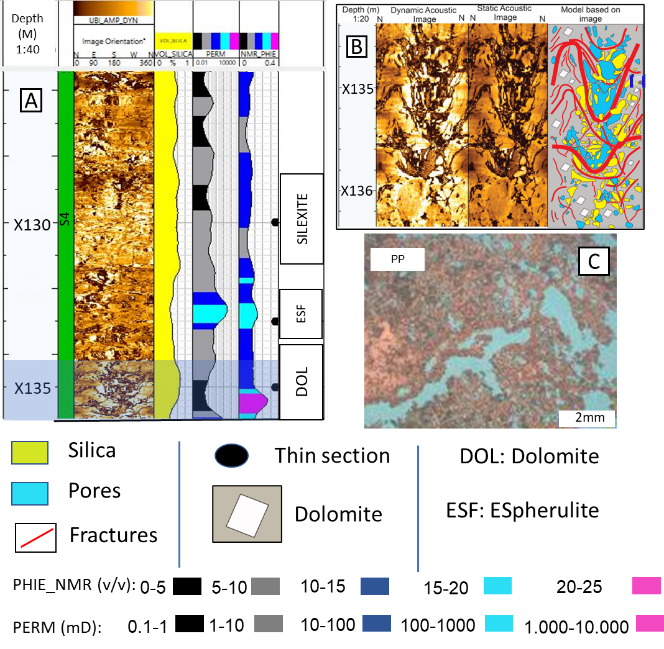 Depth
(M)
1:40
UBI_AMP_DYN
Image Orientation*
N E S W N
0 90 180 360
VOL_SILICA
VOL_SILICA
0 % 1
PERM
0.01 10000
NMR_PHIE
0 0.4
A
S4
X130
X135
SILEXITE
ESF
DOL
Depth (m)
1:20
N Dynamic Acoustic Image N
Static Acoustic Image N
Model based on image
B
X135
X136
PP
C
2mm
Silica
Pores
Fractures
Thin section
Dolomite
DOL: Dolomite
ESF: ESpherulite
PHIE_NMR (v/v): 0-5 5-10 10-15 15-20 20-25
PERM (mD): 0.1-1 1-10 10-100 100-1000 1.000-10.000